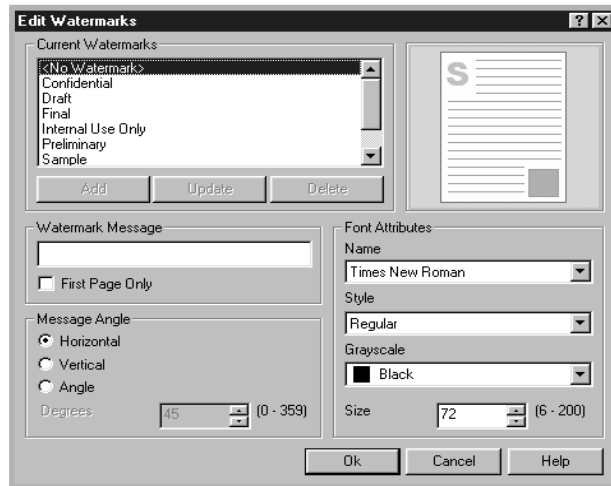 Edit Watermarks
Current Watermarks
<No Watermark>
Confidential
Draft
Final
Internal Use Only
Preliminary
Sample
Add Update Delete
S
Watermark Message
First Page Only
Message Angle
Horizontal
Vertical
Angle
Degrees 45 (0 - 359)
Font Attributes
Name
Times New Roman
Style
Regular
Grayscale
Black
Size 72 (6 - 200)
Ok Cancel Help